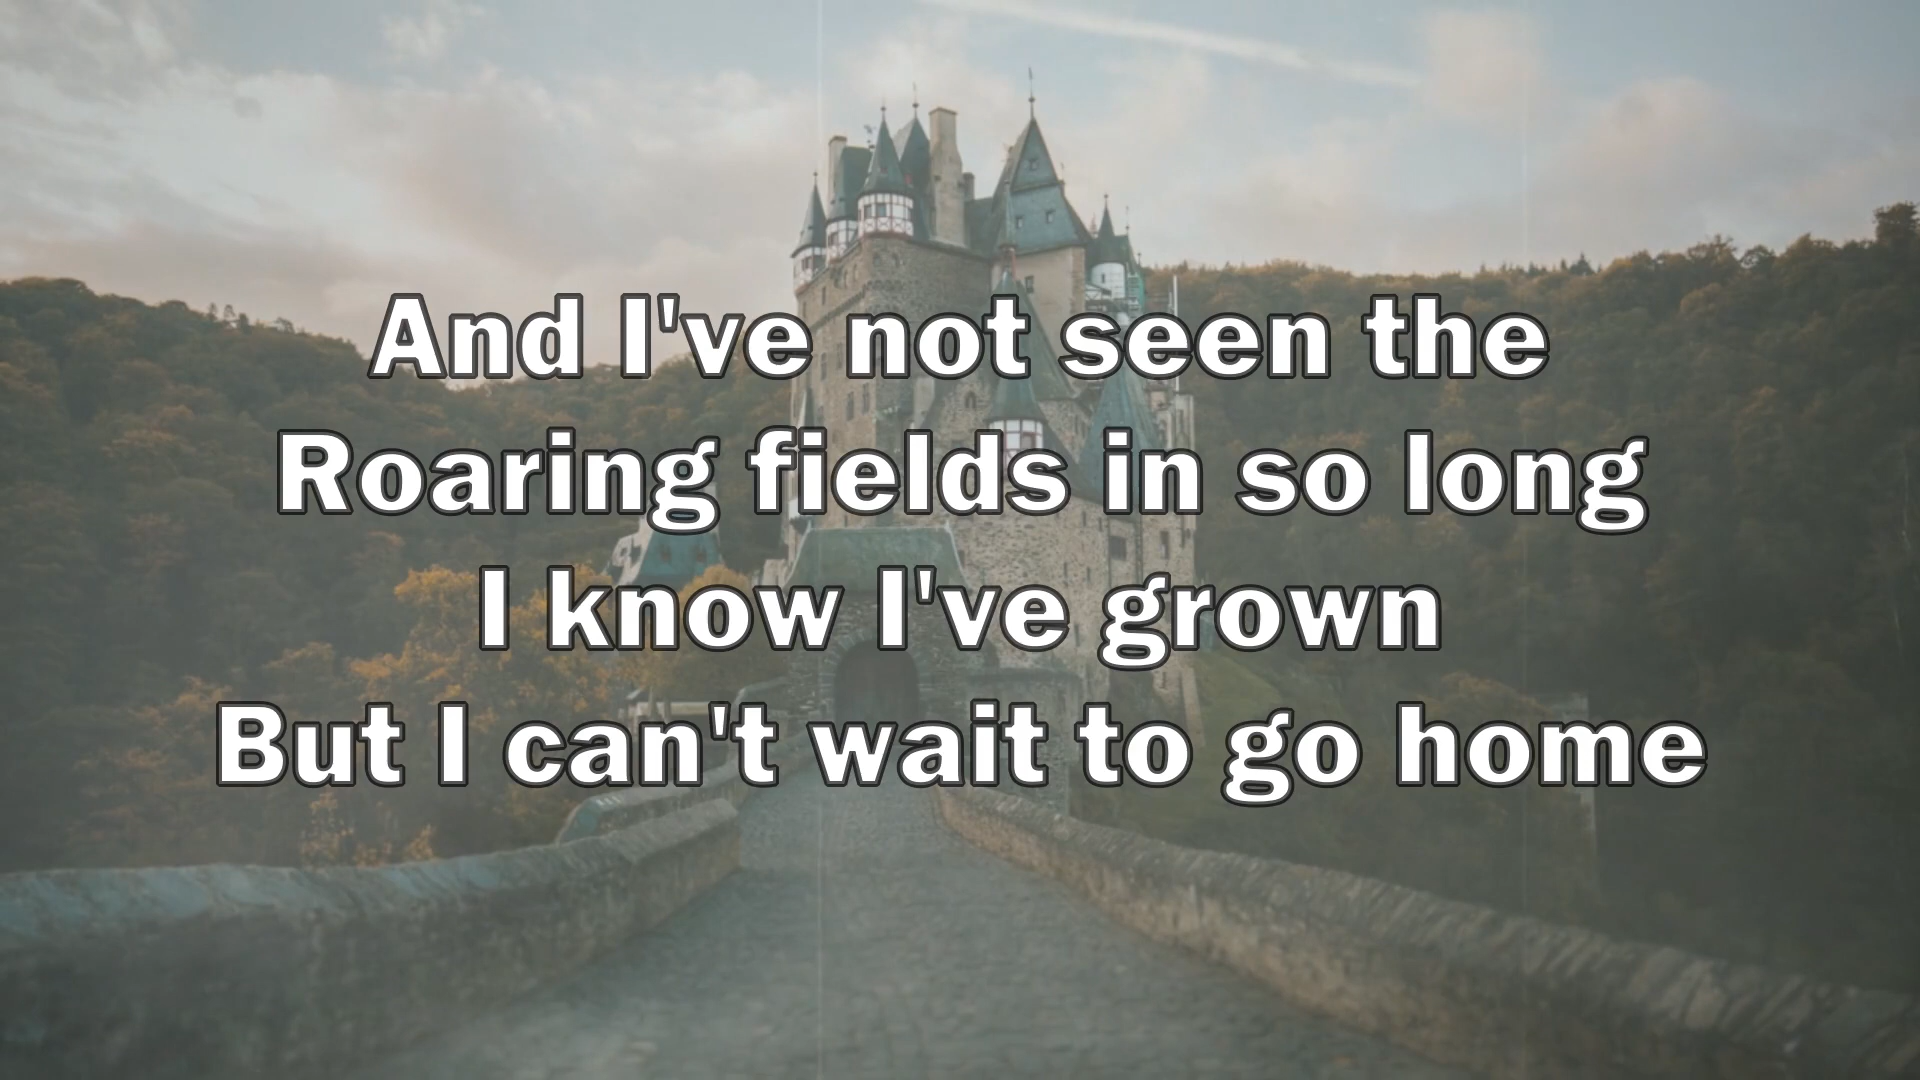 And I've not seen the
Roaring fields in so long
I know I've grown
But I can't wait to go home